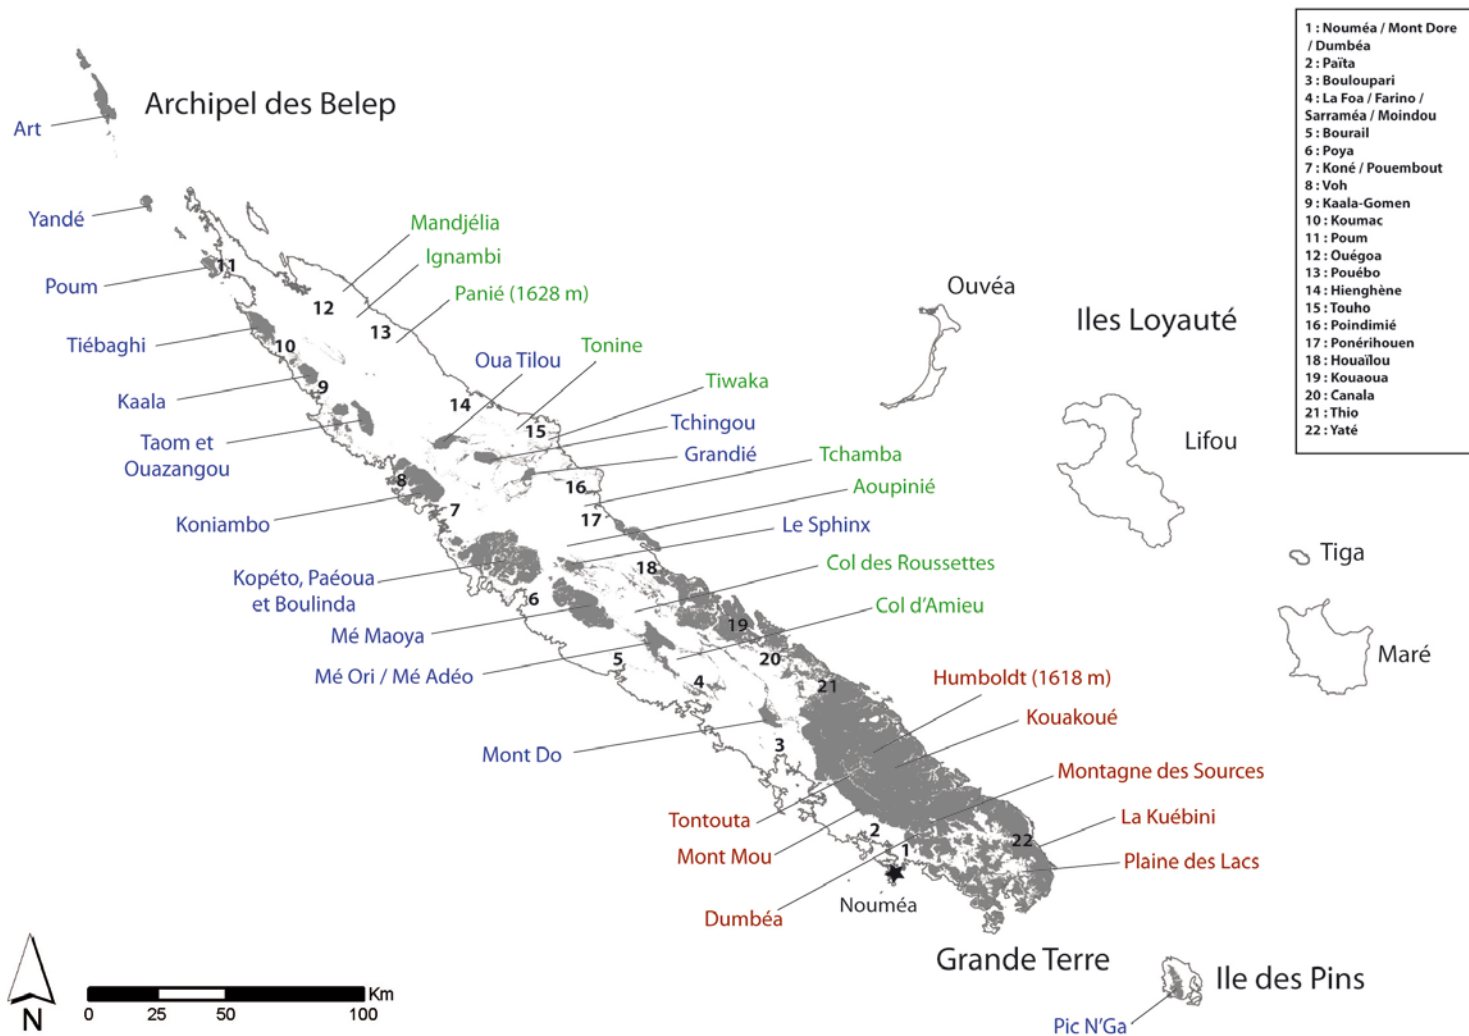 1 : Nouméa / Mont Dore
/ Dumbéa
2 : Païta
3 : Bouloupari
4 : La Foa / Farino /
Sarraméa / Moindou
5 : Bourail
6 : Poya
7 : Koné / Pouembout
8 : Voh
9 : Kaala-Gomen
10 : Koumac
11 : Poum
12 : Ouégoa
13 : Pouébo
14 : Hienghène
15 : Touho
16 : Poindimié
17 : Ponérihouen
18 : Houaïlou
19 : Kouaoua
20 : Canala
21 : Thio
22 : Yaté
Archipel des Belep
Art
Yandé
Mandjélia
Ignambi
Poum
11
Panié (1628 m)
Ouvéa
Iles Loyauté
12
13
Tiébaghi
10
Oua Tilou
Tonine
Kaala
9
14
Tiwaka
Taom et
Ouazangou
15
Tchingou
Lifou
8
Grandié
Tchamba
16
Aoupinié
Koniambo
7
17
Le Sphinx
Tiga
Kopéto, Paéoua
et Boulinda
18
Col des Roussettes
6
Col d'Amieu
Mé Maoya
19
Maré
Mé Ori / Mé Adéo
5
20
4
21
Humboldt (1618 m)
Kouakoué
Mont Do
3
Montagne des Sources
Tontouta
2
La Kuébini
22
Mont Mou
1
Plaine des Lacs
Dumbéa
Nouméa
Grande Terre
Ile des Pins
Pic N'Ga
N
Km
0
25
50
100